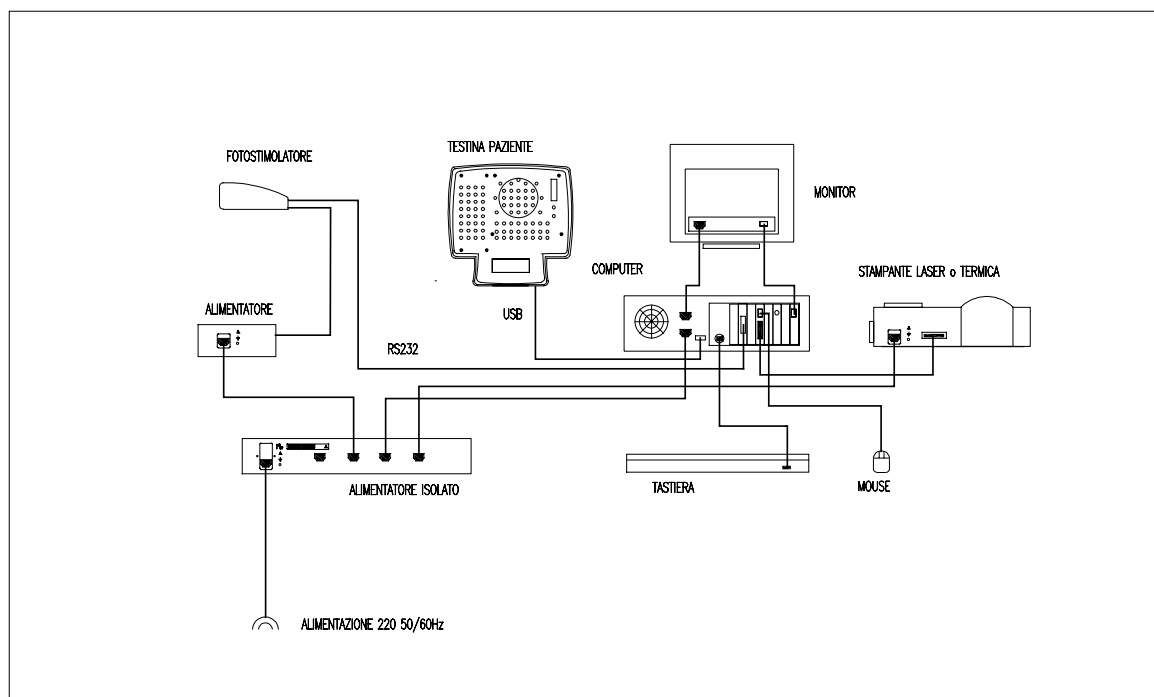 TESTINA PAZIENTE
FOTOSTIMOLATORE
MONITOR
COMPUTER
STAMPANTE LASER o TERMICA
ALIMENTATORE
USB
RS232
ALIMENTATORE ISOLATO
TASTIERA
MOUSE
ALIMENTAZIONE 220 50/60Hz